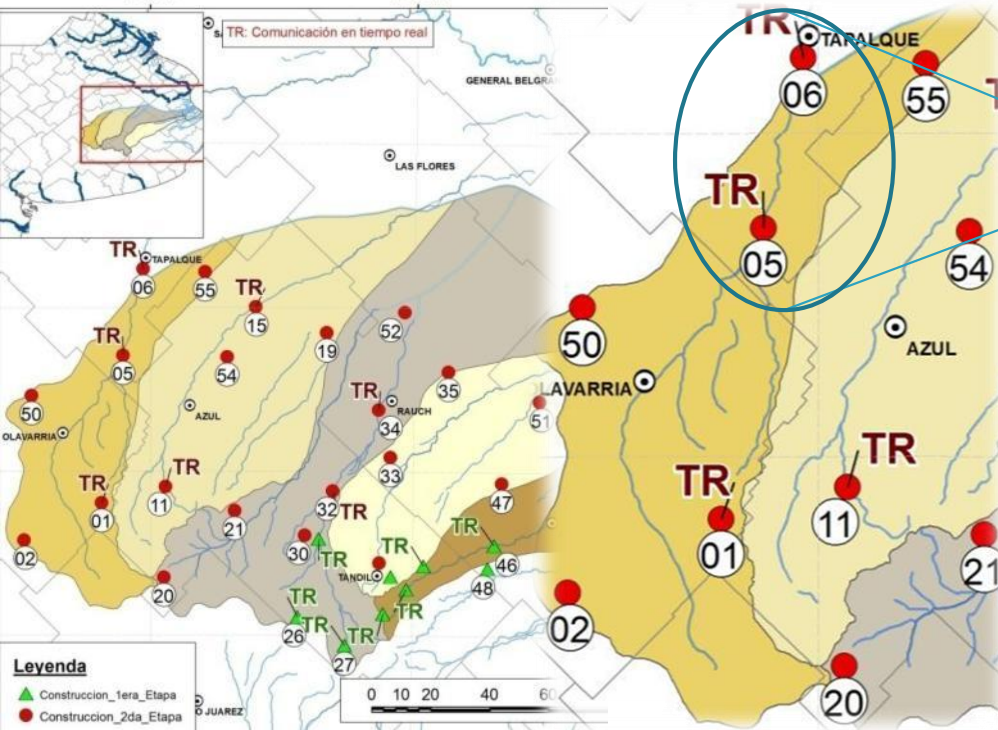 TR: Comunicación en tiempo real
GENERAL BELGRA
LAS FLORES
TR
TAPALQUE
06
55
TR
15
TR
05
54
19
52
50
OLAVARRIA
AZUL
35
TR
RAUCH
34
51
33
TR
01
TR
11
21
32
TR
47
02
20
30
TR
TR
TR
46
48
TANDIL
TR
TR
26
TR
TR
27
Leyenda
Construccion_1era_Etapa
Construccion_2da_Etapa
O JUAREZ
0 10 20 40 60
TR
TAPALQUE
06
55
TR
05
54
50
AZUL
LAVARRIA
TR
01
TR
11
21
02
20